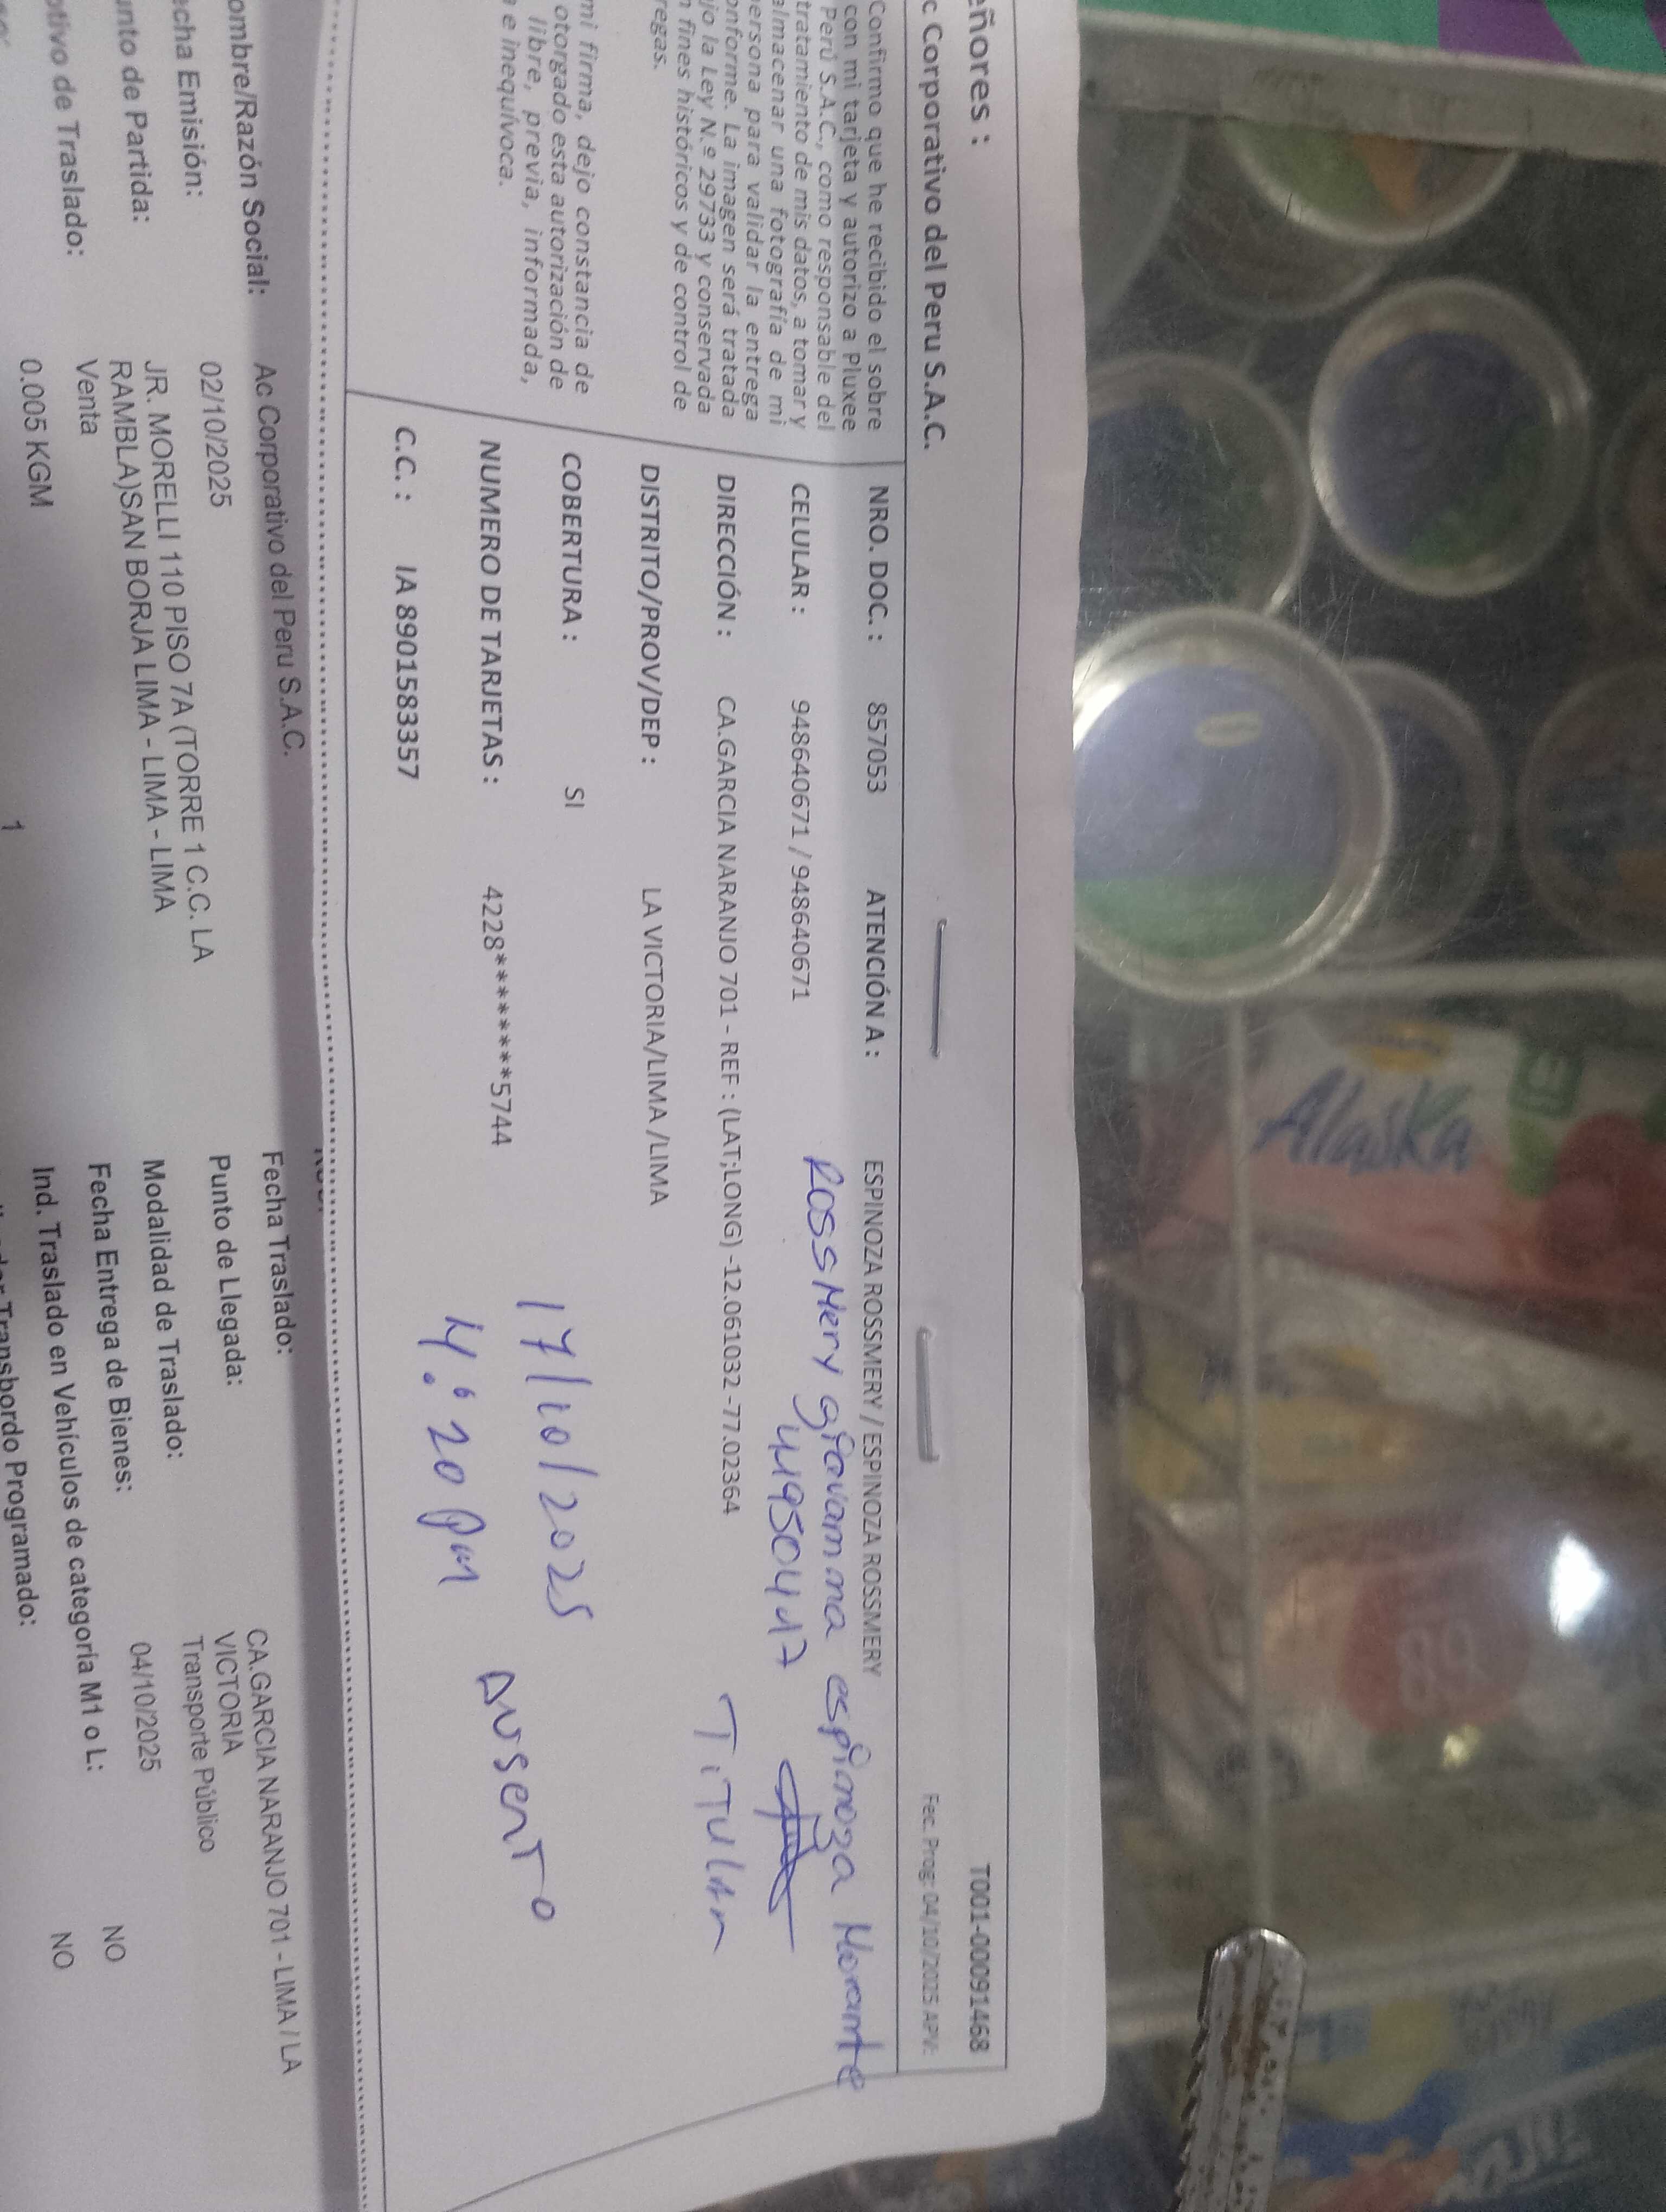 eñores :
T001-00091468
c Corporativo del Peru S.A.C.
Fec. Prog: 04/10/2025 APV:
Confirmo que he recibido el sobre
con mi tarjeta y autorizo a Pluxee
Perú S.A.C., como responsable del
tratamiento de mis datos, a tomar y
almacenar una fotografía de mi
persona para validar la entrega
onforme. La imagen será tratada
jo la Ley N.º 29733 y conservada
n fines históricos y de control de
regas.
mi firma, dejo constancia de
otorgado esta autorización de
libre, previa, informada,
e inequívoca.
NRO. DOC. : 857053 ATENCIÓN A : ESPINOZA ROSSMERY / ESPINOZA ROSSMERY
CELULAR : 948640671 / 948640671
RossMery giovanna espinoza Morante
44950447
DIRECCIÓN : CA.GARCIA NARANJO 701 - REF : (LAT;LONG) -12.061032 -77.02364
TiTULAR
DISTRITO/PROV/DEP : LA VICTORIA/LIMA /LIMA
COBERTURA : SI
17/10/2025
NUMERO DE TARJETAS : 4228********5744
AUSENTO
4:20 pm
C.C. : IA 8901583357
ombre/Razón Social: Ac Corporativo del Peru S.A.C.
echa Emisión: 02/10/2025
Fecha Traslado:
unto de Partida: JR. MORELLI 110 PISO 7A (TORRE 1 C.C. LA
RAMBLA)SAN BORJA LIMA - LIMA - LIMA
Punto de Llegada: CA.GARCIA NARANJO 701 - LIMA / LA
VICTORIA
otivo de Traslado: Venta
Modalidad de Traslado: Transporte Público
0.005 KGM
Fecha Entrega de Bienes: 04/10/2025
1
Ind. Traslado en Vehículos de categoría M1 o L: NO
Transbordo Programado: NO
Alaska